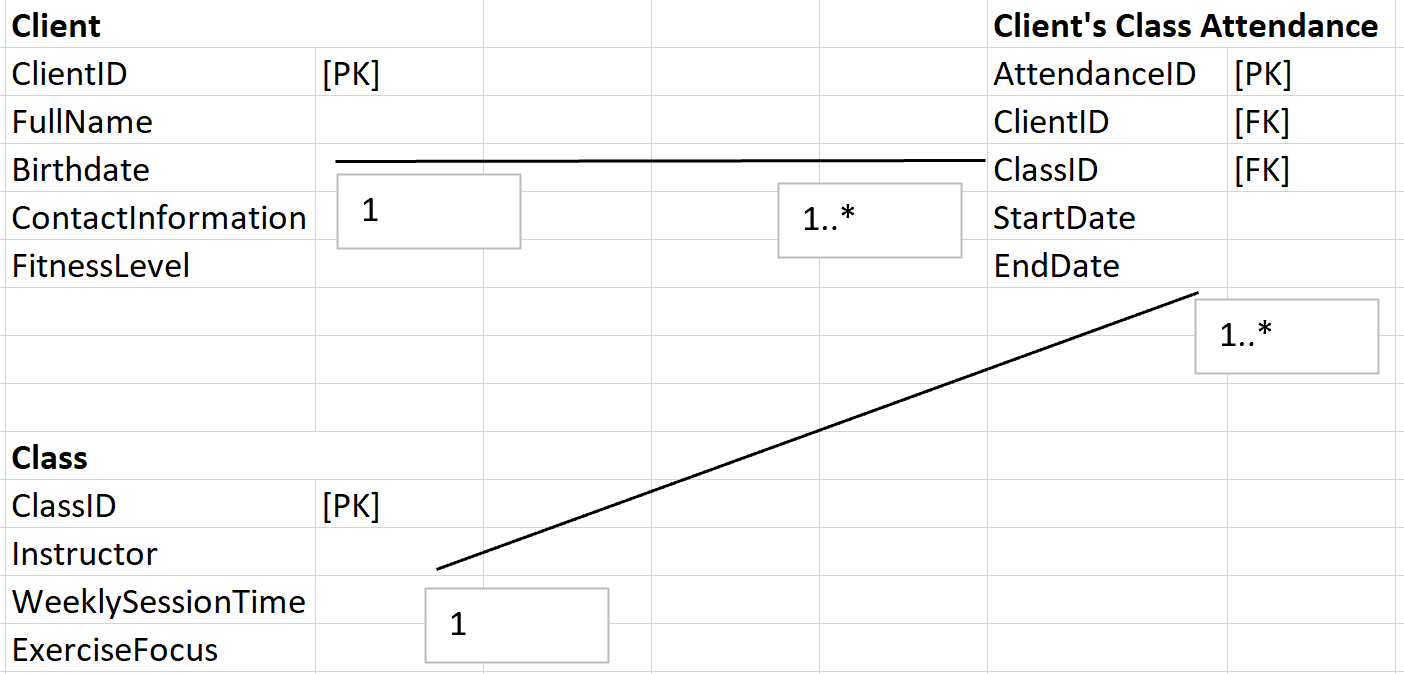 Client
ClientID [PK]
FullName
Birthdate
ContactInformation
FitnessLevel
1
1..*
Client's Class Attendance
AttendanceID [PK]
ClientID [FK]
ClassID [FK]
StartDate
EndDate
1..*
Class
ClassID [PK]
Instructor
WeeklySessionTime
ExerciseFocus
1